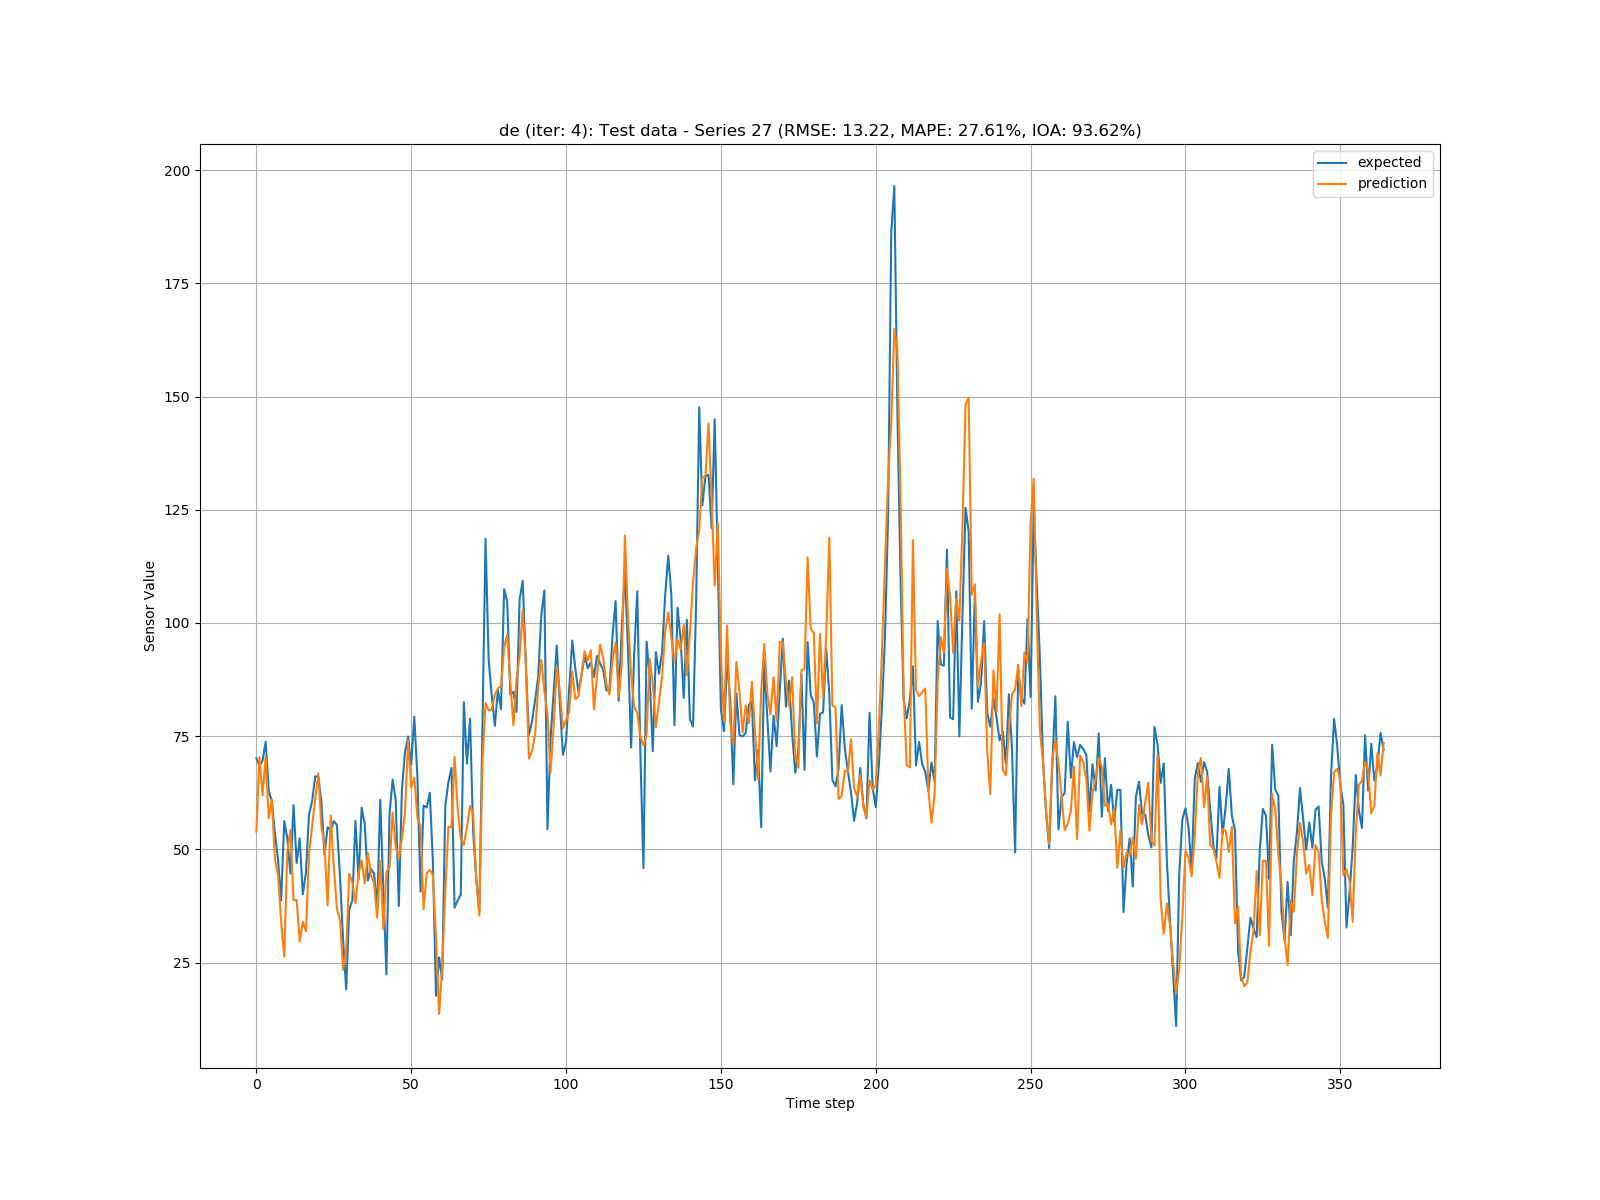 de (iter: 4): Test data - Series 27 (RMSE: 13.22, MAPE: 27.61%, IOA: 93.62%)
expected
prediction
200
175
150
125
100
75
50
25
Sensor Value
0 50 100 150 200 250 300 350
Time step